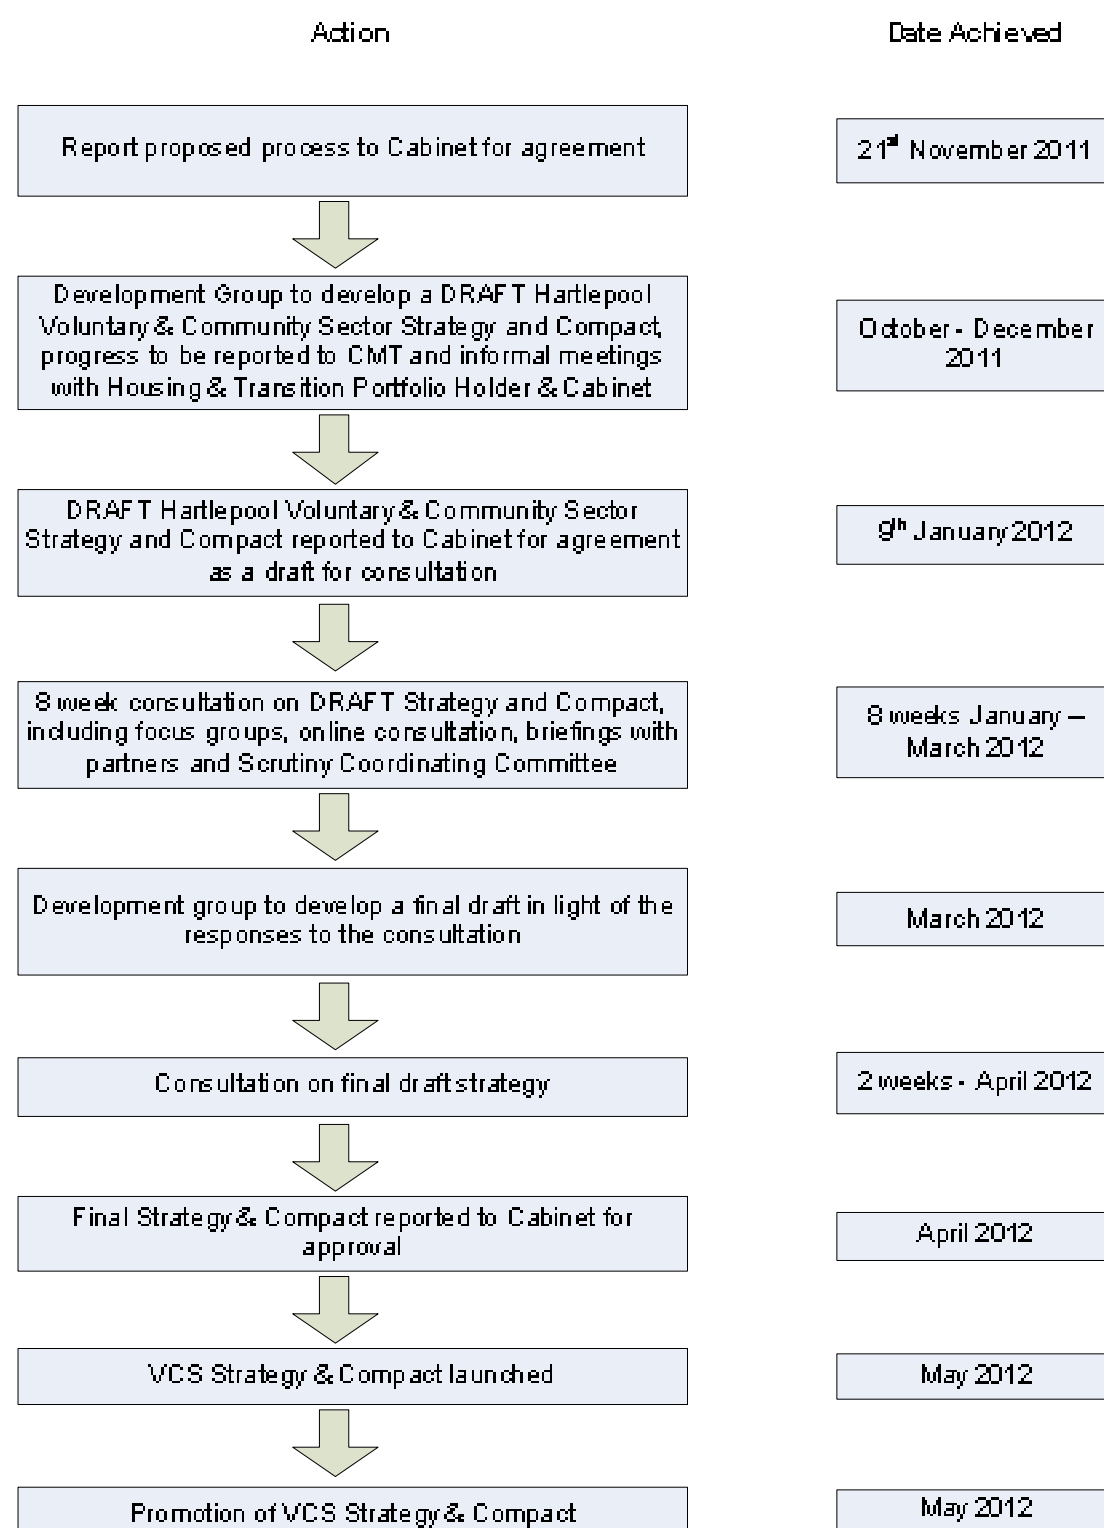 Action
Date Achieved
Report proposed process to Cabinet for agreement
21st November 2011
Development Group to develop a DRAFT Hartlepool
Voluntary & Community Sector Strategy and Compact,
progress to be reported to CMT and informal meetings
with Housing & Transition Portfolio Holder & Cabinet
October - December
2011
DRAFT Hartlepool Voluntary & Community Sector
Strategy and Compact reported to Cabinet for agreement
as a draft for consultation
9th January 2012
8 week consultation on DRAFT Strategy and Compact,
including focus groups, online consultation, briefings with
partners and Scrutiny Coordinating Committee
8 weeks January –
March 2012
Development group to develop a final draft in light of the
responses to the consultation
March 2012
Consultation on final draft strategy
2 weeks - April 2012
Final Strategy & Compact reported to Cabinet for
approval
April 2012
VCS Strategy & Compact launched
May 2012
Promotion of VCS Strategy & Compact
May 2012